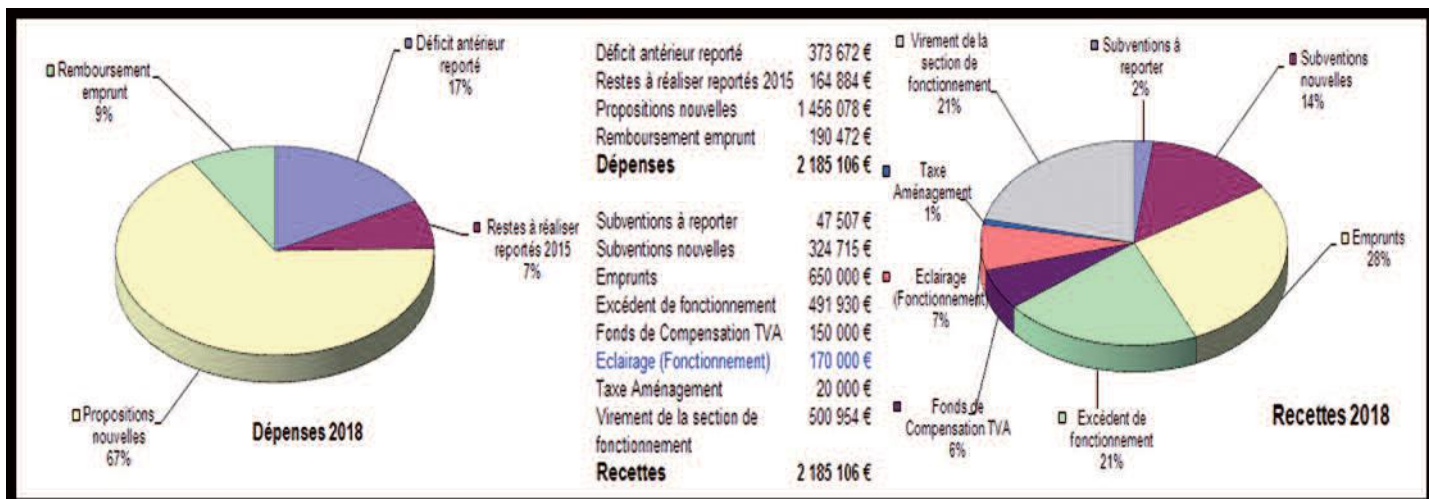 Déficit antérieur
reporté
17%
Remboursement
emprunt
9%
Restes à réaliser
reportés 2015
7%
Propositions
nouvelles
67%
Dépenses 2018
Déficit antérieur reporté 373 672 €
Restes à réaliser reportés 2015 164 884 €
Propositions nouvelles 1 456 078 €
Remboursement emprunt 190 472 €
Dépenses 2 185 106 €
Subventions à reporter 47 507 €
Subventions nouvelles 324 715 €
Emprunts 650 000 €
Excédent de fonctionnement 491 930 €
Fonds de Compensation TVA 150 000 €
Eclairage (Fonctionnement) 170 000 €
Taxe Aménagement 20 000 €
Virement de la section de 500 954 €
fonctionnement
Recettes 2 185 106 €
Virement de la
section de
fonctionnement
21%
Subventions à
reporter
2%
Subventions
nouvelles
14%
Taxe
Aménagement
1%
Emprunts
28%
Eclairage
(Fonctionnement)
7%
Fonds de
Compensation TVA
6%
Excédent de
fonctionnement
21%
Recettes 2018